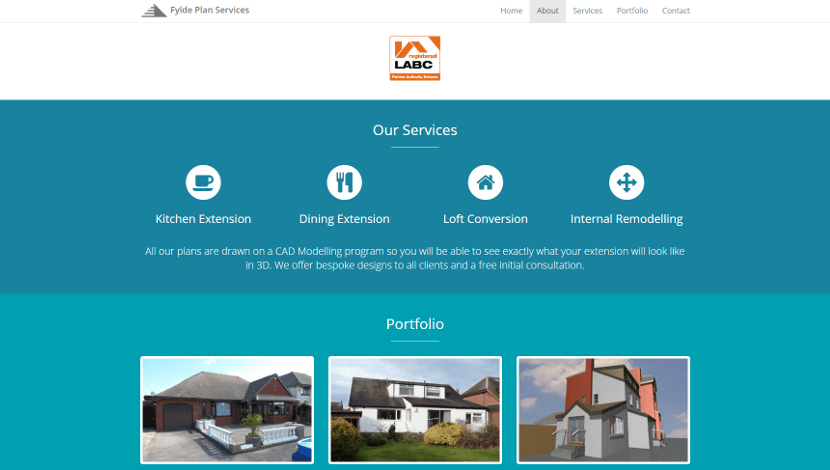 Fylde Plan Services
Home About Services Portfolio Contact
registered
LABC
Partner Authority Scheme
Our Services
Kitchen Extension Dining Extension Loft Conversion Internal Remodelling
All our plans are drawn on a CAD Modelling program so you will be able to see exactly what your extension will look like
in 3D. We offer bespoke designs to all clients and a free initial consultation.
Portfolio